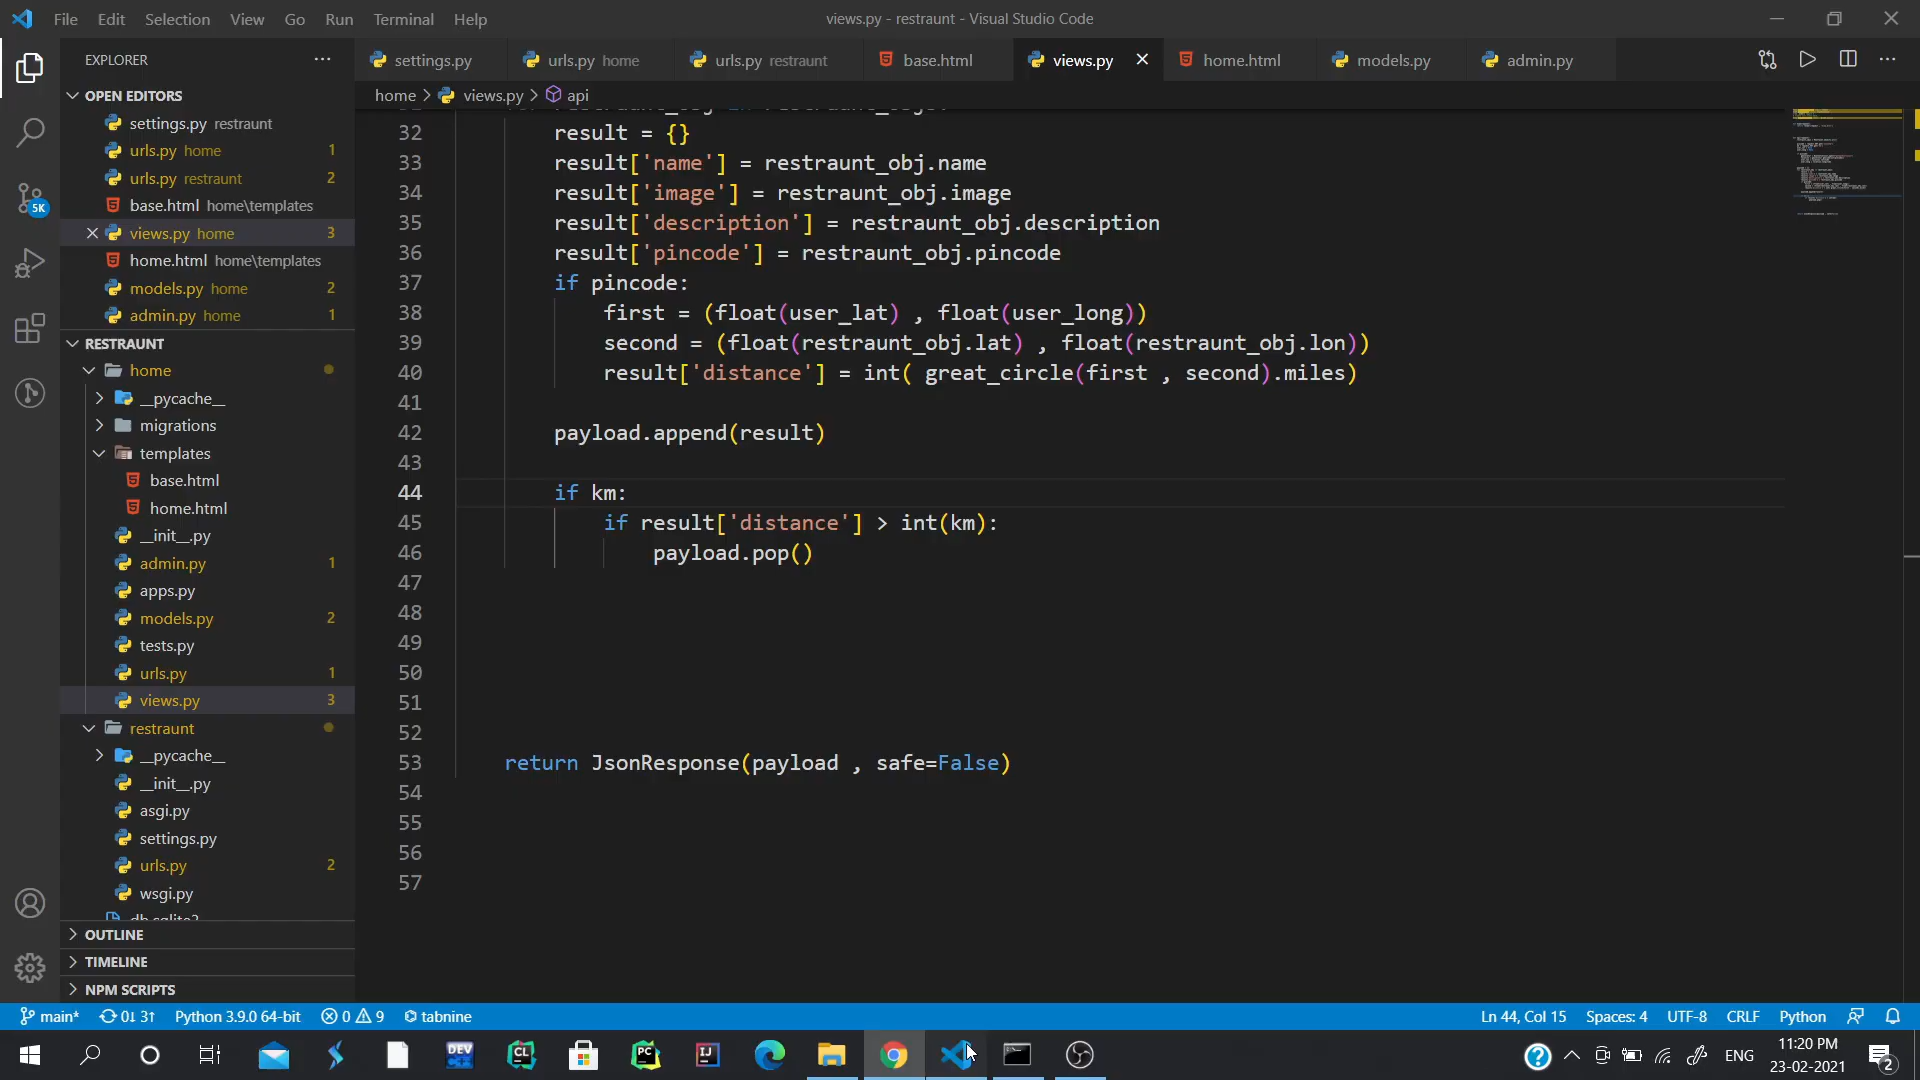 File Edit Selection View Go Run Terminal Help
views.py - restraunt - Visual Studio Code
EXPLORER
settings.py
urls.py home
urls.py restraunt
base.html
views.py
home.html
models.py
admin.py
home > views.py > api
OPEN EDITORS
settings.py restraunt
urls.py home 1
urls.py restraunt 2
base.html home\templates
views.py home 3
home.html home\templates
models.py home 2
admin.py home 1
RESTRAUNT
home
__pycache__
migrations
templates
base.html
home.html
__init__.py
admin.py 1
apps.py
models.py 2
tests.py
urls.py 1
views.py 3
restraunt
__pycache__
__init__.py
asgi.py
settings.py
urls.py 2
wsgi.py
OUTLINE
TIMELINE
NPM SCRIPTS
5K
32 result = {}
33 result['name'] = restraunt_obj.name
34 result['image'] = restraunt_obj.image
35 result['description'] = restraunt_obj.description
36 result['pincode'] = restraunt_obj.pincode
37 if pincode:
38 first = (float(user_lat) , float(user_long))
39 second = (float(restraunt_obj.lat) , float(restraunt_obj.lon))
40 result['distance'] = int( great_circle(first , second).miles)
41
42 payload.append(result)
43
44 if km:
45 if result['distance'] > int(km):
46 payload.pop()
47
48
49
50
51
52
53 return JsonResponse(payload , safe=False)
54
55
56
57
main* 0↓ 3↑ Python 3.9.0 64-bit 0 9 tabnine
Ln 44, Col 15 Spaces: 4 UTF-8 CRLF Python
DEV C++
CL
PC
IJ
ENG
11:20 PM
23-02-2021
2